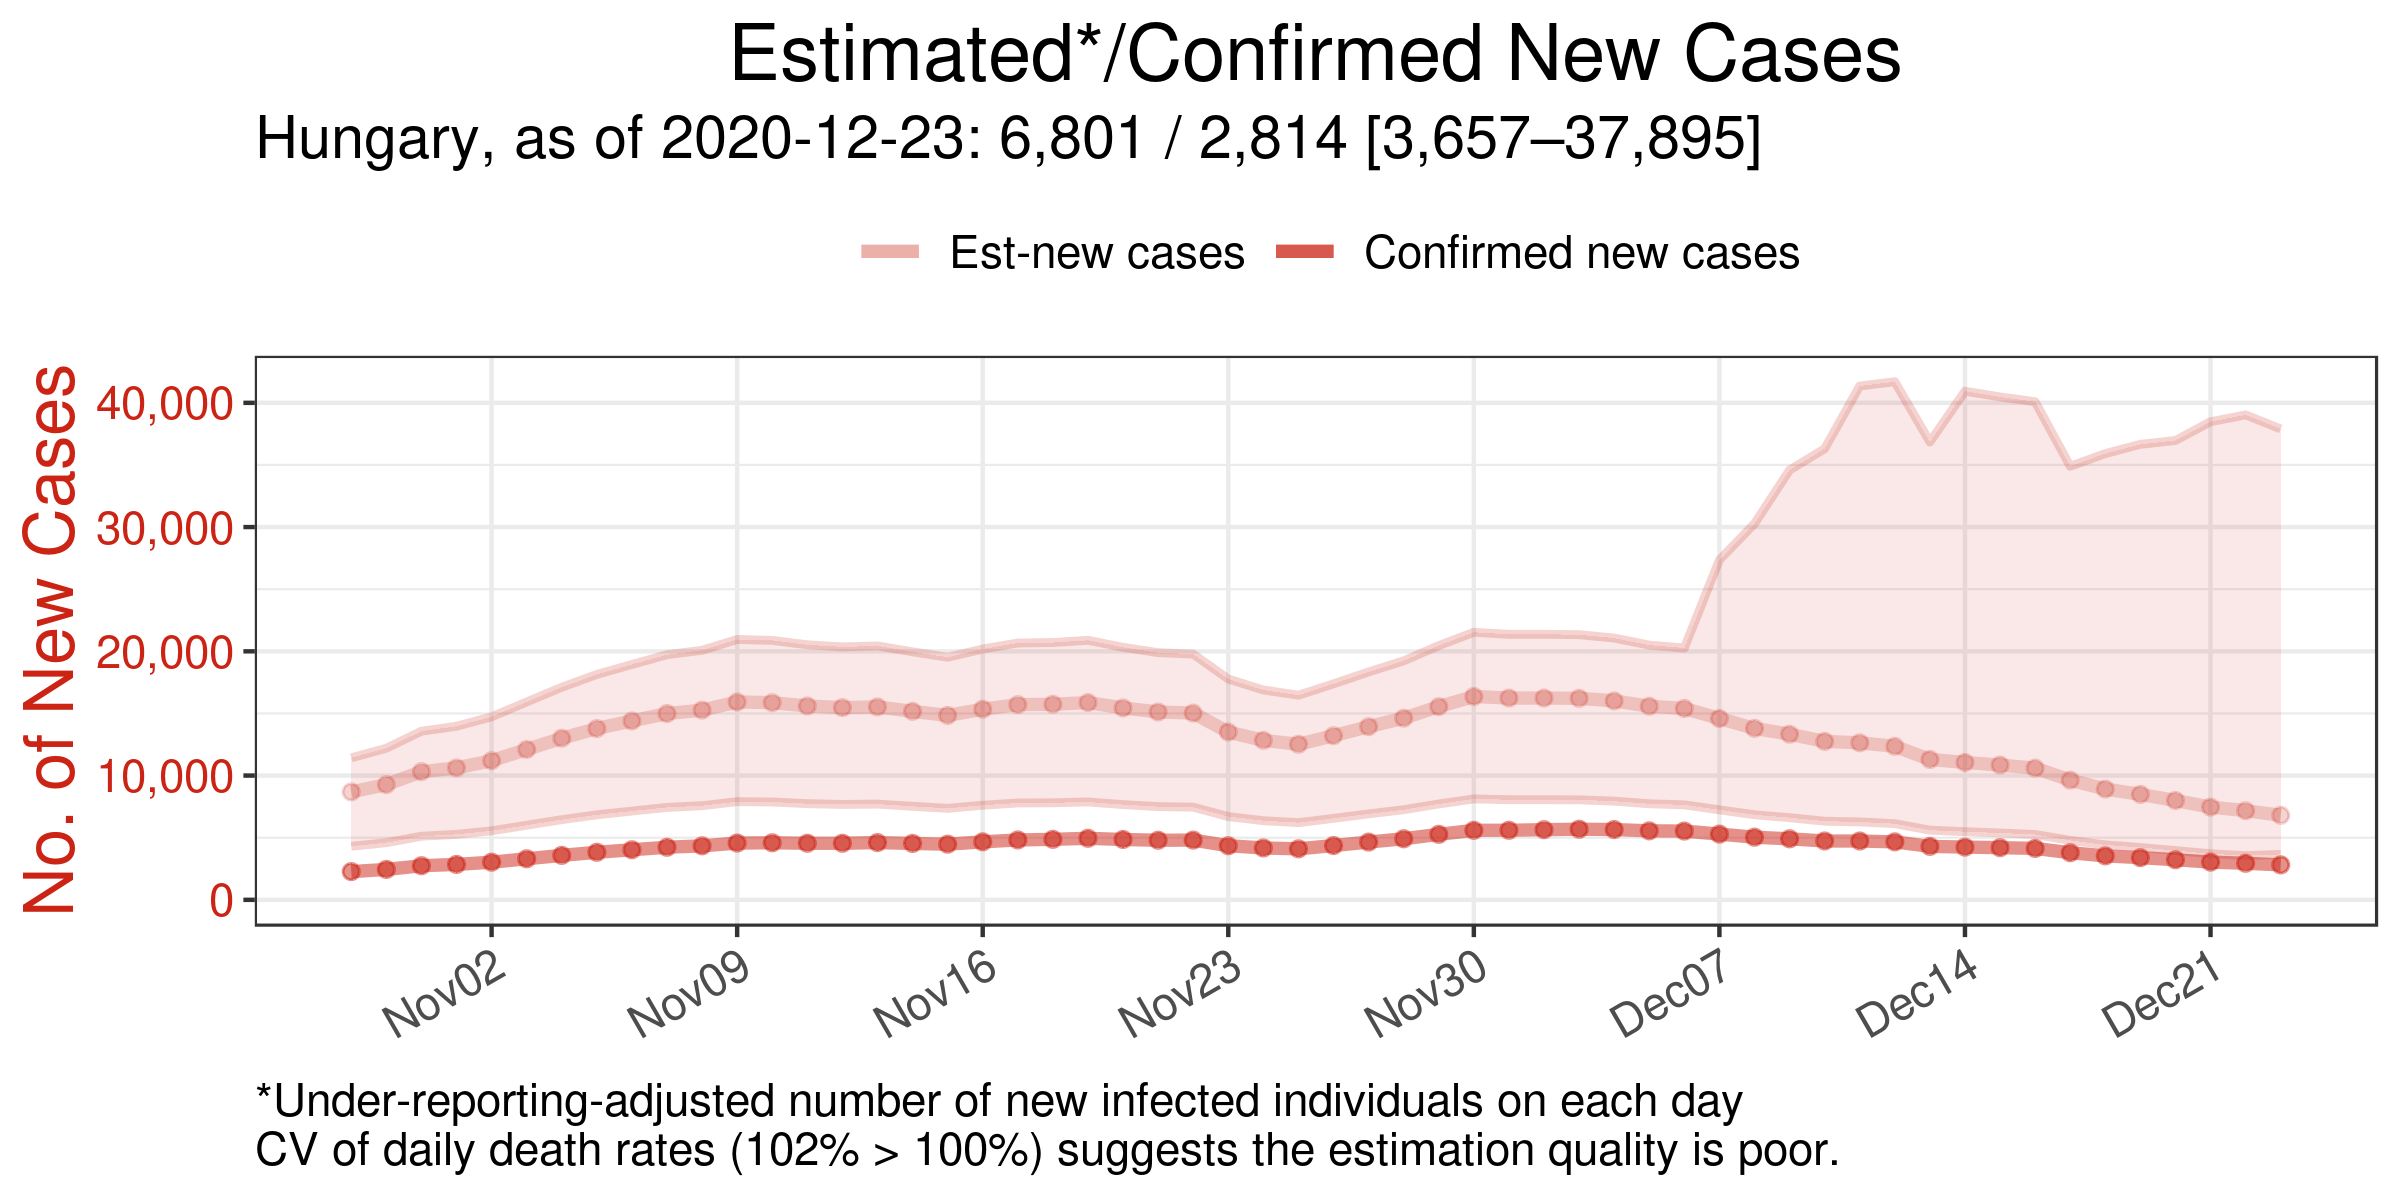 Estimated*/Confirmed New Cases
Hungary, as of 2020-12-23: 6,801 / 2,814 [3,657–37,895]
Est-new cases
Confirmed new cases
No. of New Cases
40,000
30,000
20,000
10,000
0
Nov02
Nov09
Nov16
Nov23
Nov30
Dec07
Dec14
Dec21
*Under-reporting-adjusted number of new infected individuals on each day
CV of daily death rates (102% > 100%) suggests the estimation quality is poor.